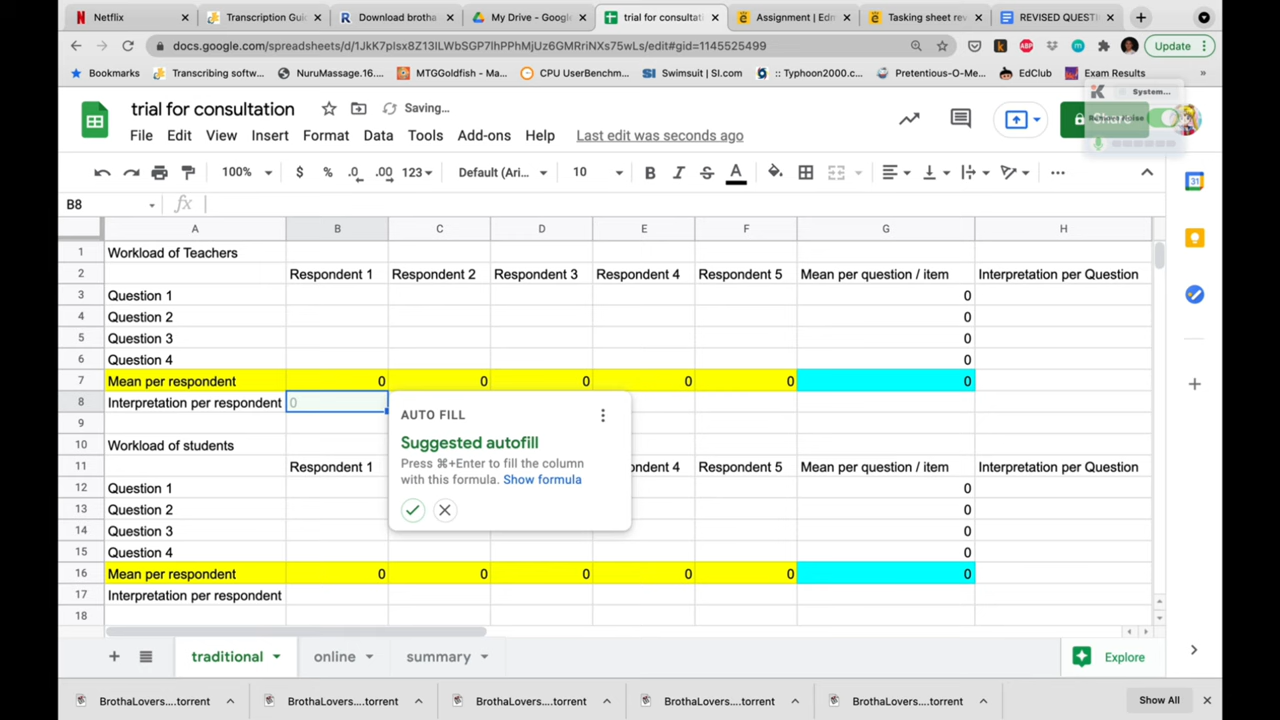 Netflix
Transcription Guid
Download brotha
My Drive - Google
trial for consultati
Assignment | Edm
Tasking sheet rev
REVISED QUESTI
docs.google.com/spreadsheets/d/1JkK7plsx8Z13ILWbSGP7lhPPhMjUz6GMRriNXs75wLs/edit#gid=1145525499
Update
Bookmarks
Transcribing softw...
NuruMassage.16....
MTGGoldfish - Ma...
CPU UserBenchm...
Swimsuit | SI.com
:: Typhoon2000.c...
Pretentious-O-Me...
EdClub
Exam Results
»
System...
trial for consultation
Saving...
Share
File Edit View Insert Format Data Tools Add-ons Help Last edit was seconds ago
100% $ % .0 .00 123 Default (Ari... 10 B I S A
B8 fx
A B C D E F G H
1 Workload of Teachers
2 Respondent 1 Respondent 2 Respondent 3 Respondent 4 Respondent 5 Mean per question / item Interpretation per Question
3 Question 1 0
4 Question 2 0
5 Question 3 0
6 Question 4 0
7 Mean per respondent 0 0 0 0 0 0
8 Interpretation per respondent 0
9
10 Workload of students
11 Respondent 1 ondent 4 Respondent 5 Mean per question / item Interpretation per Question
12 Question 1 0
13 Question 2 0
14 Question 3 0
15 Question 4 0
16 Mean per respondent 0 0 0 0 0 0
17 Interpretation per respondent
18
AUTO FILL
Suggested autofill
Press ⌘+Enter to fill the column
with this formula. Show formula
traditional online summary Explore
BrothaLovers....torrent BrothaLovers....torrent BrothaLovers....torrent BrothaLovers....torrent BrothaLovers....torrent Show All